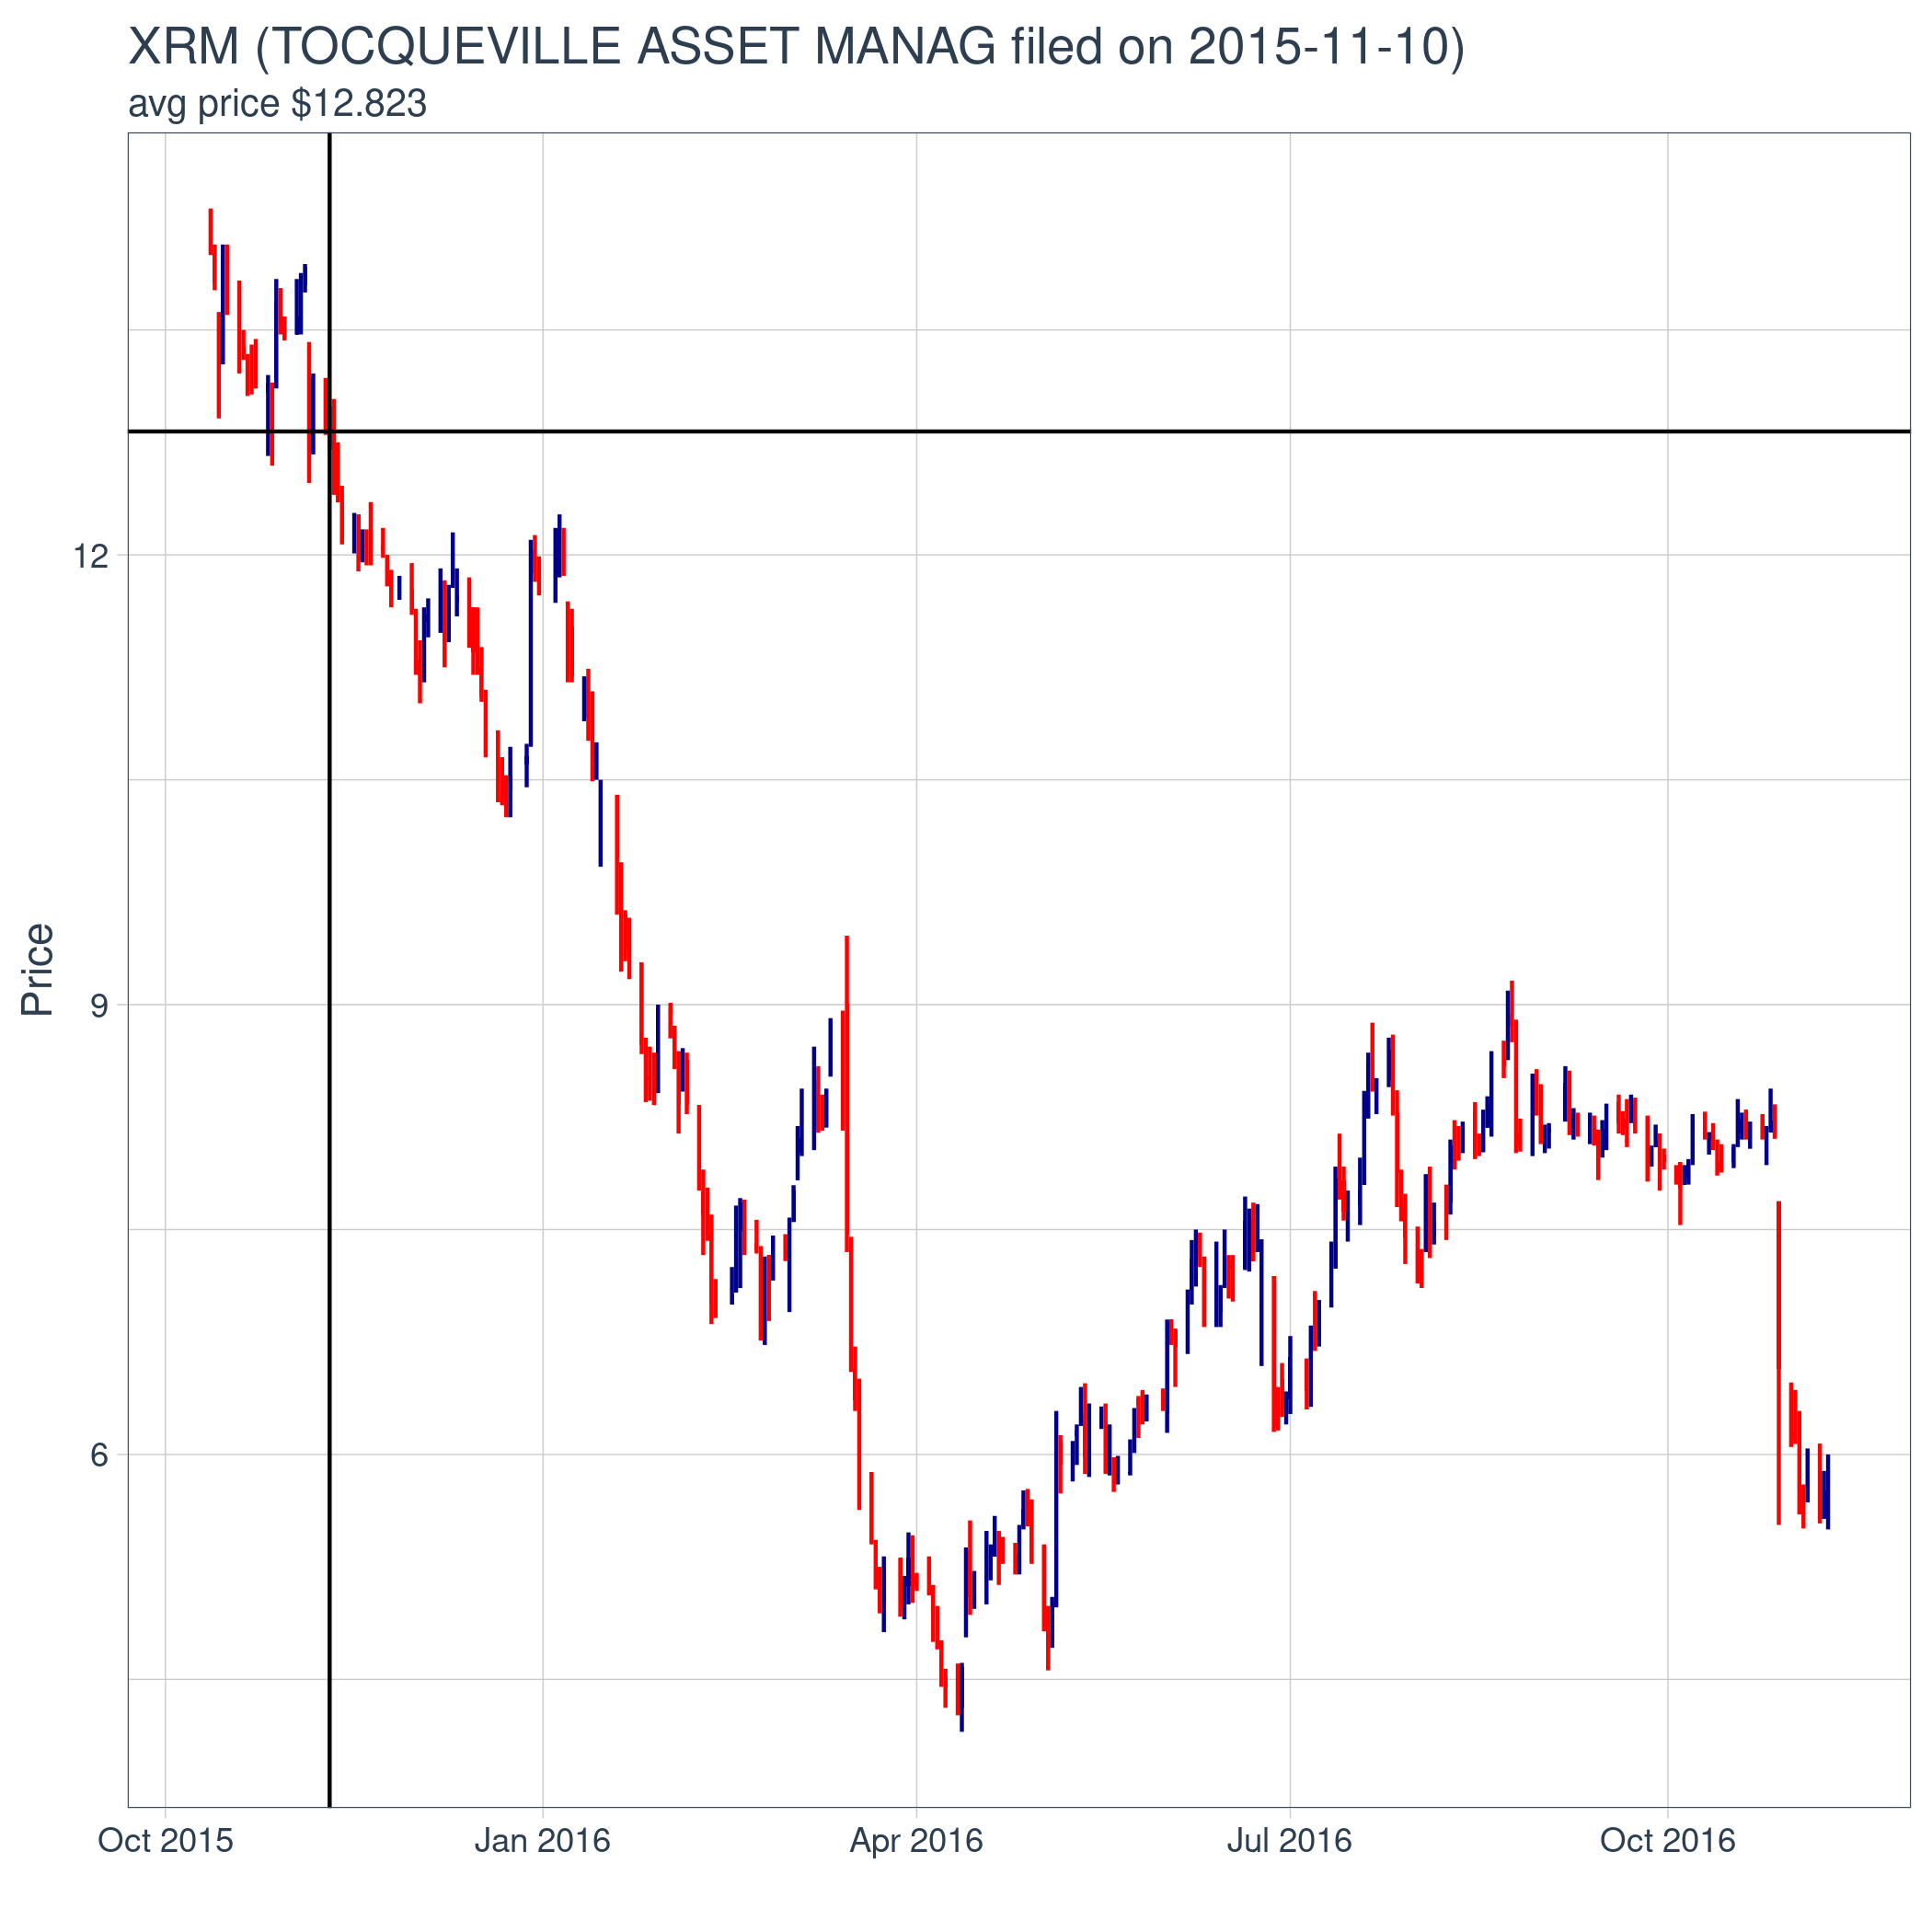 XRM (TOCQUEVILLE ASSET MANAG filed on 2015-11-10)
avg price $12.823
Price
12
9
6
Oct 2015 Jan 2016 Apr 2016 Jul 2016 Oct 2016